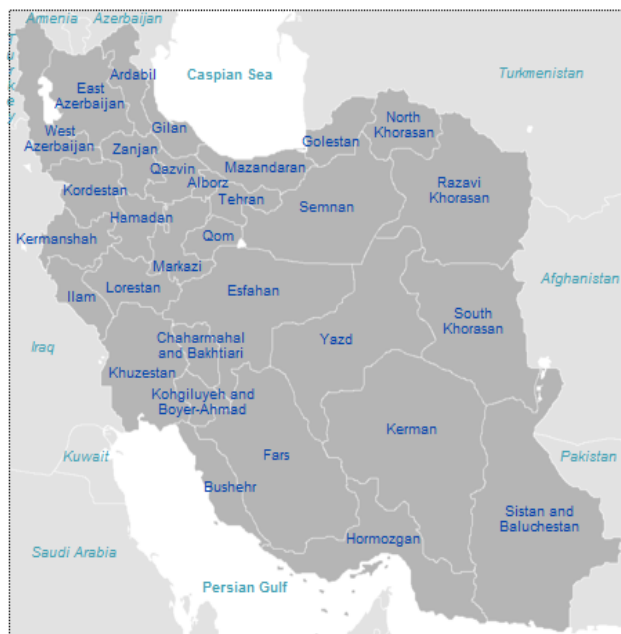 Armenia
Azerbaijan
Turkey
Ardabil
Caspian Sea
Turkmenistan
East
Azerbaijan
West
Azerbaijan
Gilan
Zanjan
Golestan
North
Khorasan
Qazvin
Mazandaran
Alborz
Tehran
Kordestan
Semnan
Razavi
Khorasan
Hamadan
Kermanshah
Qom
Markazi
Ilam
Lorestan
Esfahan
Afghanistan
South
Khorasan
Iraq
Chaharmahal
and Bakhtiari
Yazd
Khuzestan
Kohgiluyeh and
Boyer-Ahmad
Kerman
Kuwait
Fars
Pakistan
Bushehr
Sistan and
Baluchestan
Saudi Arabia
Hormozgan
Persian Gulf